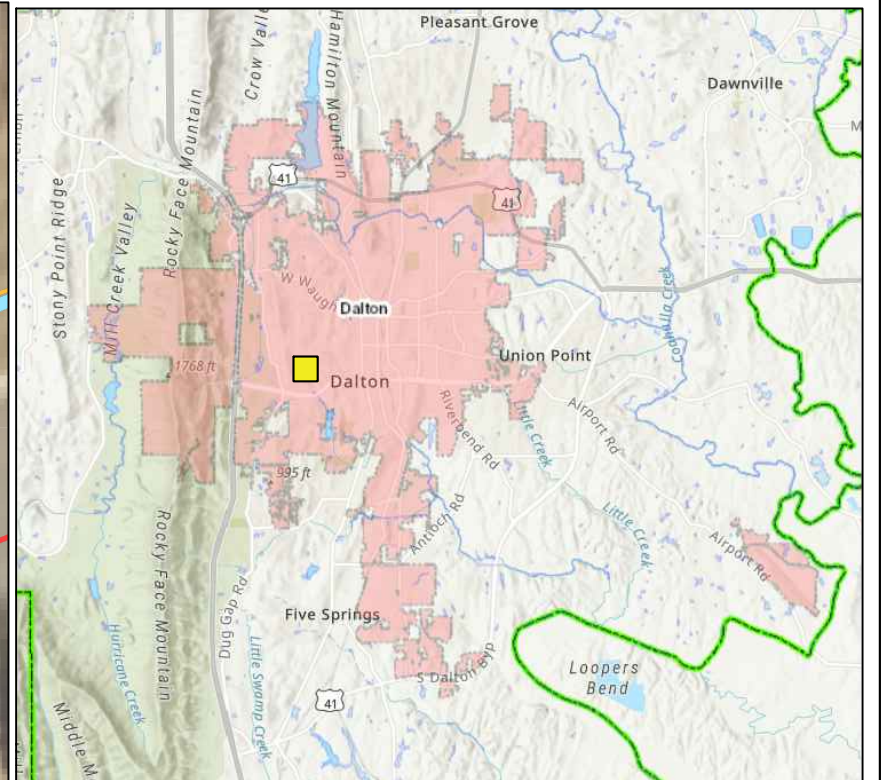 Pleasant Grove
Crow Valle
Hamilton Mountain
Dawnville
41
Rocky Face Mountain
41
Stony Point Ridge
Mill Creek Valley
W Waugh
Dalton
Coahulla Creek
1768 ft
Union Point
Dalton
Riverbend Rd
Airport Rd
Little Creek
995 ft
Antioch Rd
Little Creek
Airport Rd
Rocky Face Mountain
Dug Gap Rd
Five Springs
Hurricane Creek
Little Swamp Creek
S Dalton Byp
Loopers
Bend
41
Middle M